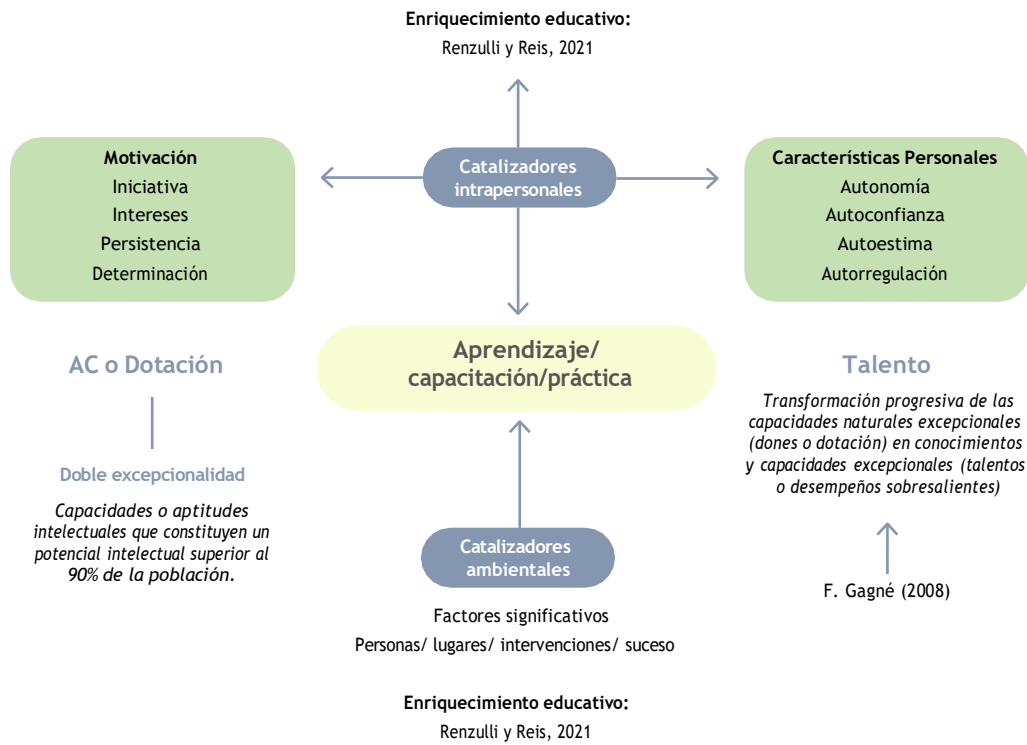 Enriquecimiento educativo:
Renzulli y Reis, 2021
Motivación
Iniciativa
Intereses
Persistencia
Determinación
Catalizadores
intrapersonales
Características Personales
Autonomía
Autoconfianza
Autoestima
Autorregulación
AC o Dotación
Doble excepcionalidad
Capacidades o aptitudes
intelectuales que constituyen un
potencial intelectual superior al
90% de la población.
Aprendizaje/
capacitación/práctica
Talento
Transformación progresiva de las
capacidades naturales excepcionales
(dones o dotación) en conocimientos
y capacidades excepcionales (talentos
o desempeños sobresalientes)
F. Gagné (2008)
Catalizadores
ambientales
Factores significativos
Personas/ lugares/ intervenciones/ suceso
Enriquecimiento educativo:
Renzulli y Reis, 2021